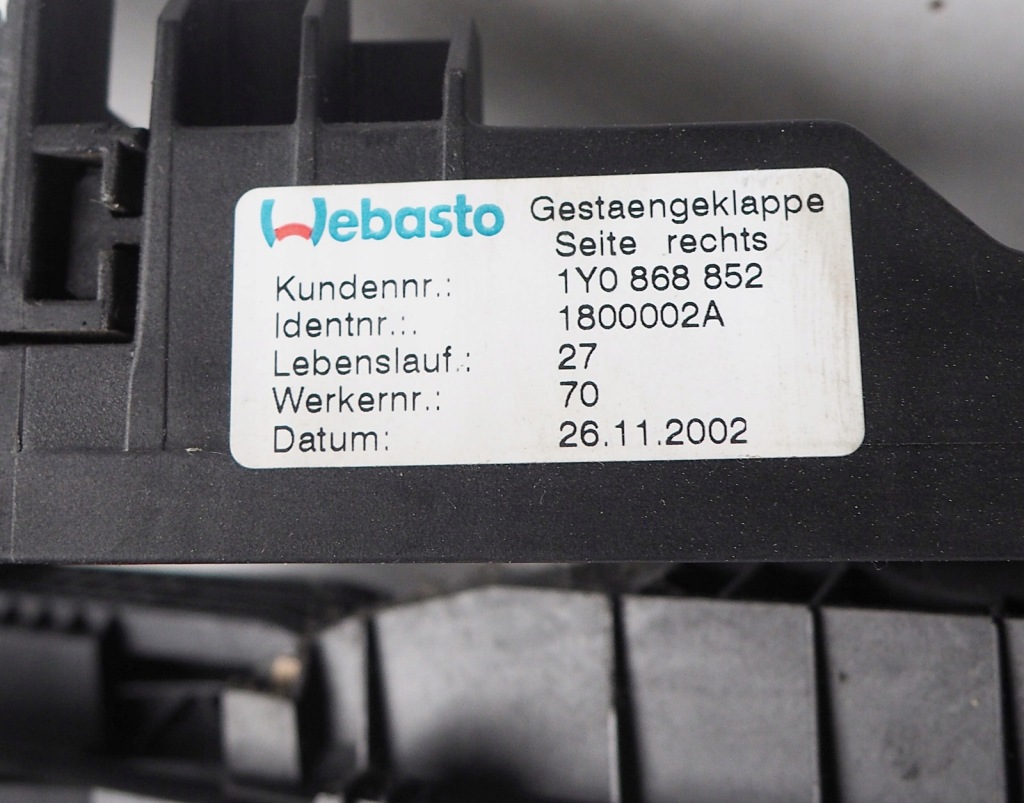 Webasto Gestaengeklappe
Seite rechts
Kundennr.: 1Y0 868 852
Identnr.:. 1800002A
Lebenslauf.: 27
Werkernr.: 70
Datum: 26.11.2002